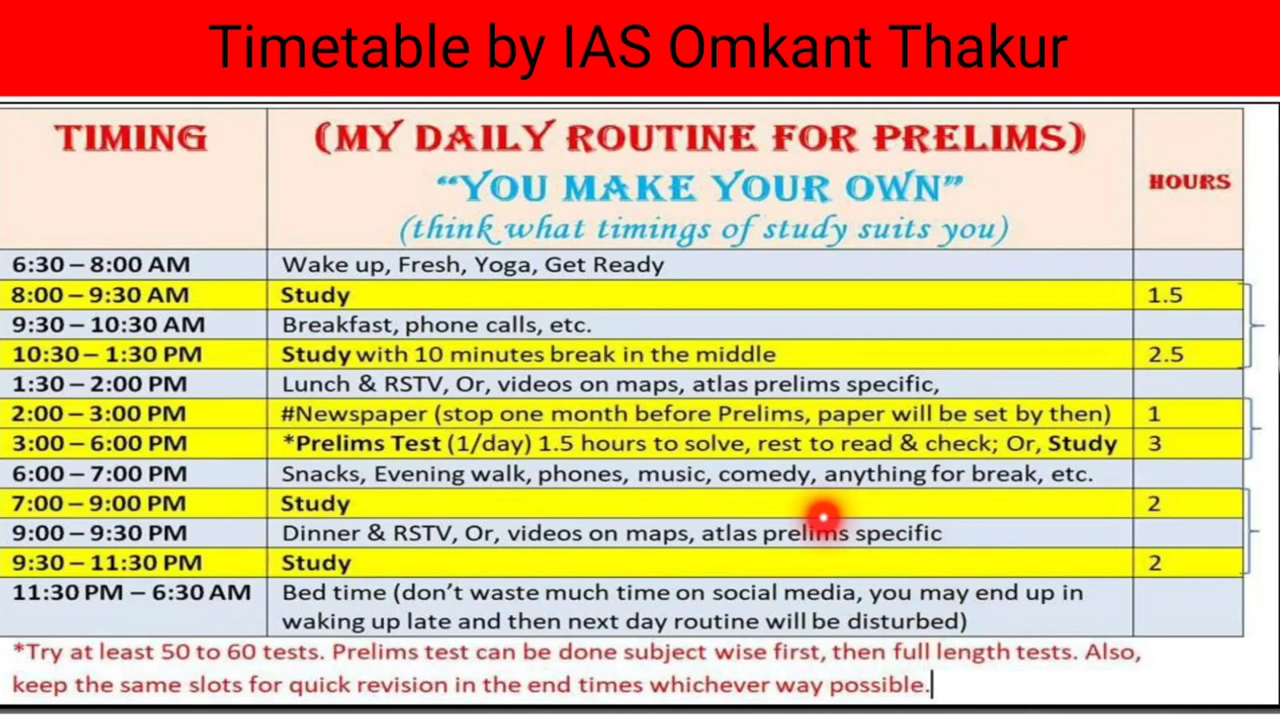 Timetable by IAS Omkant Thakur
TIMING
(MY DAILY ROUTINE FOR PRELIMS)
"YOU MAKE YOUR OWN"
(think what timings of study suits you)
HOURS
6:30 – 8:00 AM Wake up, Fresh, Yoga, Get Ready
8:00 – 9:30 AM Study 1.5
9:30 – 10:30 AM Breakfast, phone calls, etc.
10:30 – 1:30 PM Study with 10 minutes break in the middle 2.5
1:30 – 2:00 PM Lunch & RSTV, Or, videos on maps, atlas prelims specific,
2:00 – 3:00 PM #Newspaper (stop one month before Prelims, paper will be set by then) 1
3:00 – 6:00 PM *Prelims Test (1/day) 1.5 hours to solve, rest to read & check; Or, Study 3
6:00 – 7:00 PM Snacks, Evening walk, phones, music, comedy, anything for break, etc.
7:00 – 9:00 PM Study 2
9:00 – 9:30 PM Dinner & RSTV, Or, videos on maps, atlas prelims specific
9:30 – 11:30 PM Study 2
11:30 PM – 6:30 AM Bed time (don't waste much time on social media, you may end up in
waking up late and then next day routine will be disturbed)
*Try at least 50 to 60 tests. Prelims test can be done subject wise first, then full length tests. Also,
keep the same slots for quick revision in the end times whichever way possible.